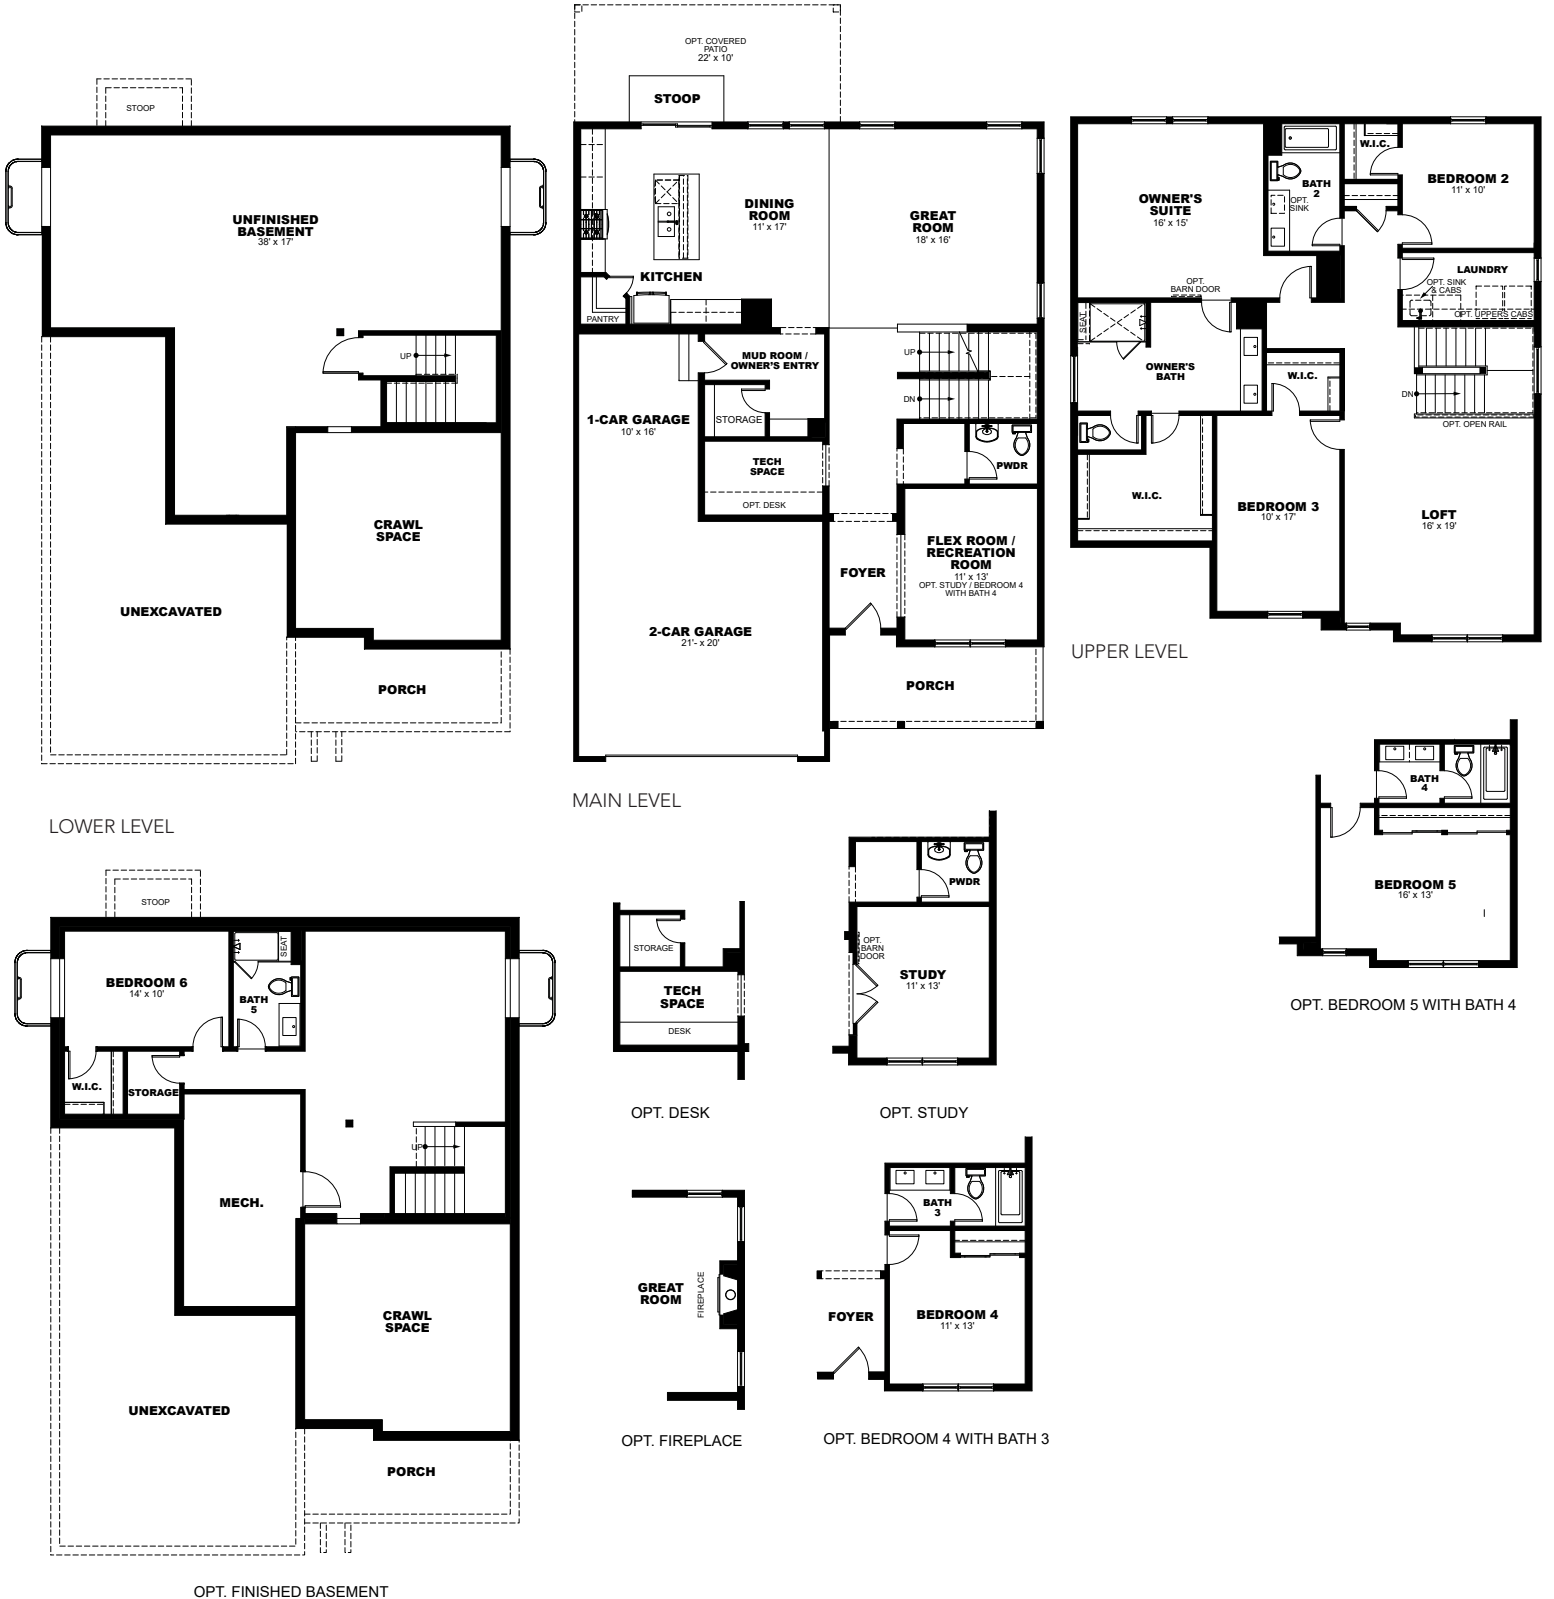 STOOP
UNFINISHED
BASEMENT
38' x 17'
UP
CRAWL
SPACE
UNEXCAVATED
PORCH
LOWER LEVEL
OPT. COVERED
PATIO
22' x 10'
STOOP
DINING
ROOM
11' x 17'
GREAT
ROOM
18' x 16'
KITCHEN
PANTRY
MUD ROOM /
OWNER'S ENTRY
UP
DN
1-CAR GARAGE
10' x 16'
STORAGE
TECH
SPACE
OPT. DESK
PWDR
FLEX ROOM /
RECREATION
ROOM
11' x 13'
OPT. STUDY / BEDROOM 4
WITH BATH 4
FOYER
2-CAR GARAGE
21'- x 20'
PORCH
MAIN LEVEL
OWNER'S
SUITE
16' x 15'
BATH
2
OPT.
SINK
W.I.C.
BEDROOM 2
11' x 10'
LAUNDRY
OPT. SINK
& CABS
OPT. UPPERS CABS
OPT.
BARN DOOR
SEAT
OWNER'S
BATH
W.I.C.
DN
OPT. OPEN RAIL
W.I.C.
BEDROOM 3
10' x 17'
LOFT
16' x 19'
UPPER LEVEL
BATH
4
BEDROOM 5
16' x 13'
OPT. BEDROOM 5 WITH BATH 4
STOOP
BEDROOM 6
14' x 10'
SEAT
BATH
5
W.I.C.
STORAGE
UP
MECH.
CRAWL
SPACE
UNEXCAVATED
PORCH
OPT. FINISHED BASEMENT
STORAGE
TECH
SPACE
DESK
OPT. DESK
PWDR
OPT.
BARN
DOOR
STUDY
11' x 13'
OPT. STUDY
GREAT
ROOM
FIREPLACE
OPT. FIREPLACE
BATH
3
FOYER
BEDROOM 4
11' x 13'
OPT. BEDROOM 4 WITH BATH 3